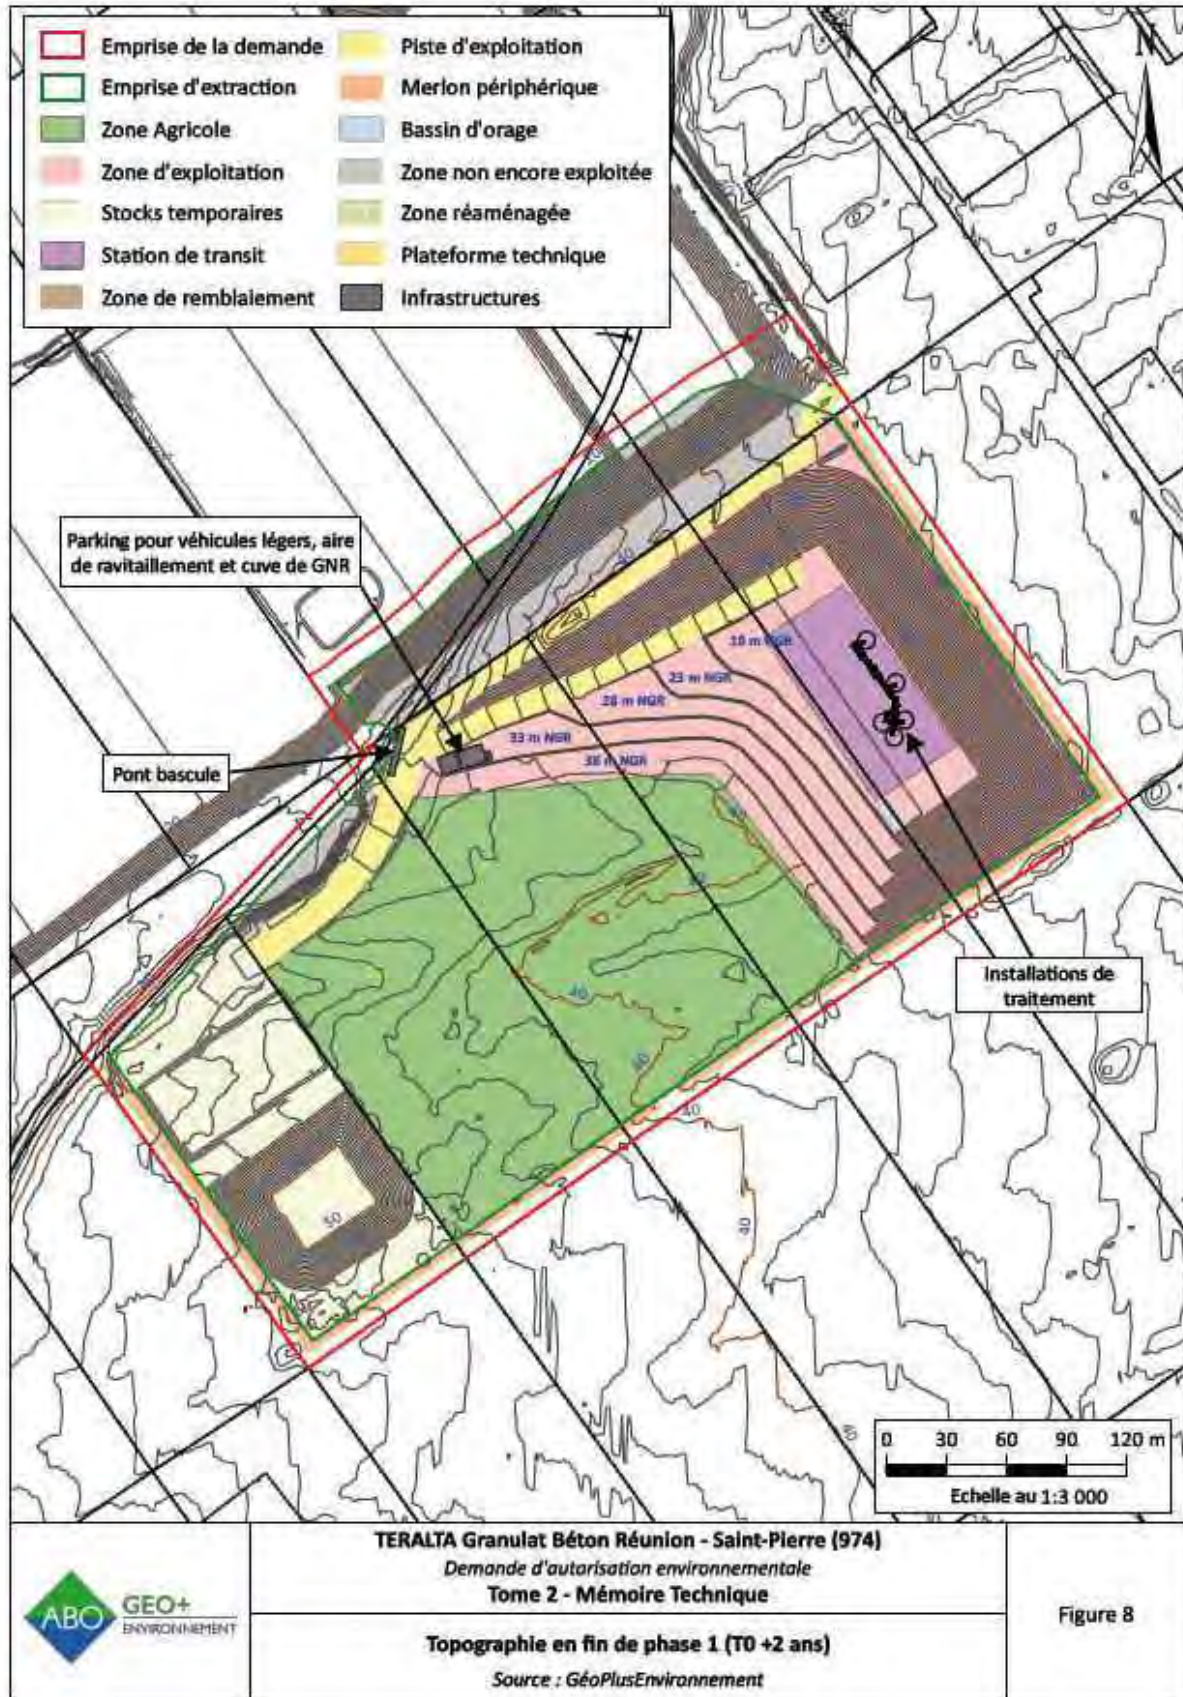 Emprise de la demande
Emprise d'extraction
Zone Agricole
Zone d'exploitation
Stocks temporaires
Station de transit
Zone de remblaiement
Piste d'exploitation
Merlon périphérique
Bassin d'orage
Zone non encore exploitée
Zone réaménagée
Plateforme technique
Infrastructures
N
Parking pour véhicules légers, aire
de ravitaillement et cuve de GNR
40
23 m NGR
28 m NGR
33 m NGR
38 m NGR
Pont bascule
Installations de
traitement
40
40
40
40
50
0 30 60 90 120 m
Echelle au 1:3 000
ABO
GEO+
ENVIRONNEMENT
TERALTA Granulat Béton Réunion - Saint-Pierre (974)
Demande d'autorisation environnementale
Tome 2 - Mémoire Technique
Topographie en fin de phase 1 (T0 +2 ans)
Source : GéoPlusEnvironnement
Figure 8